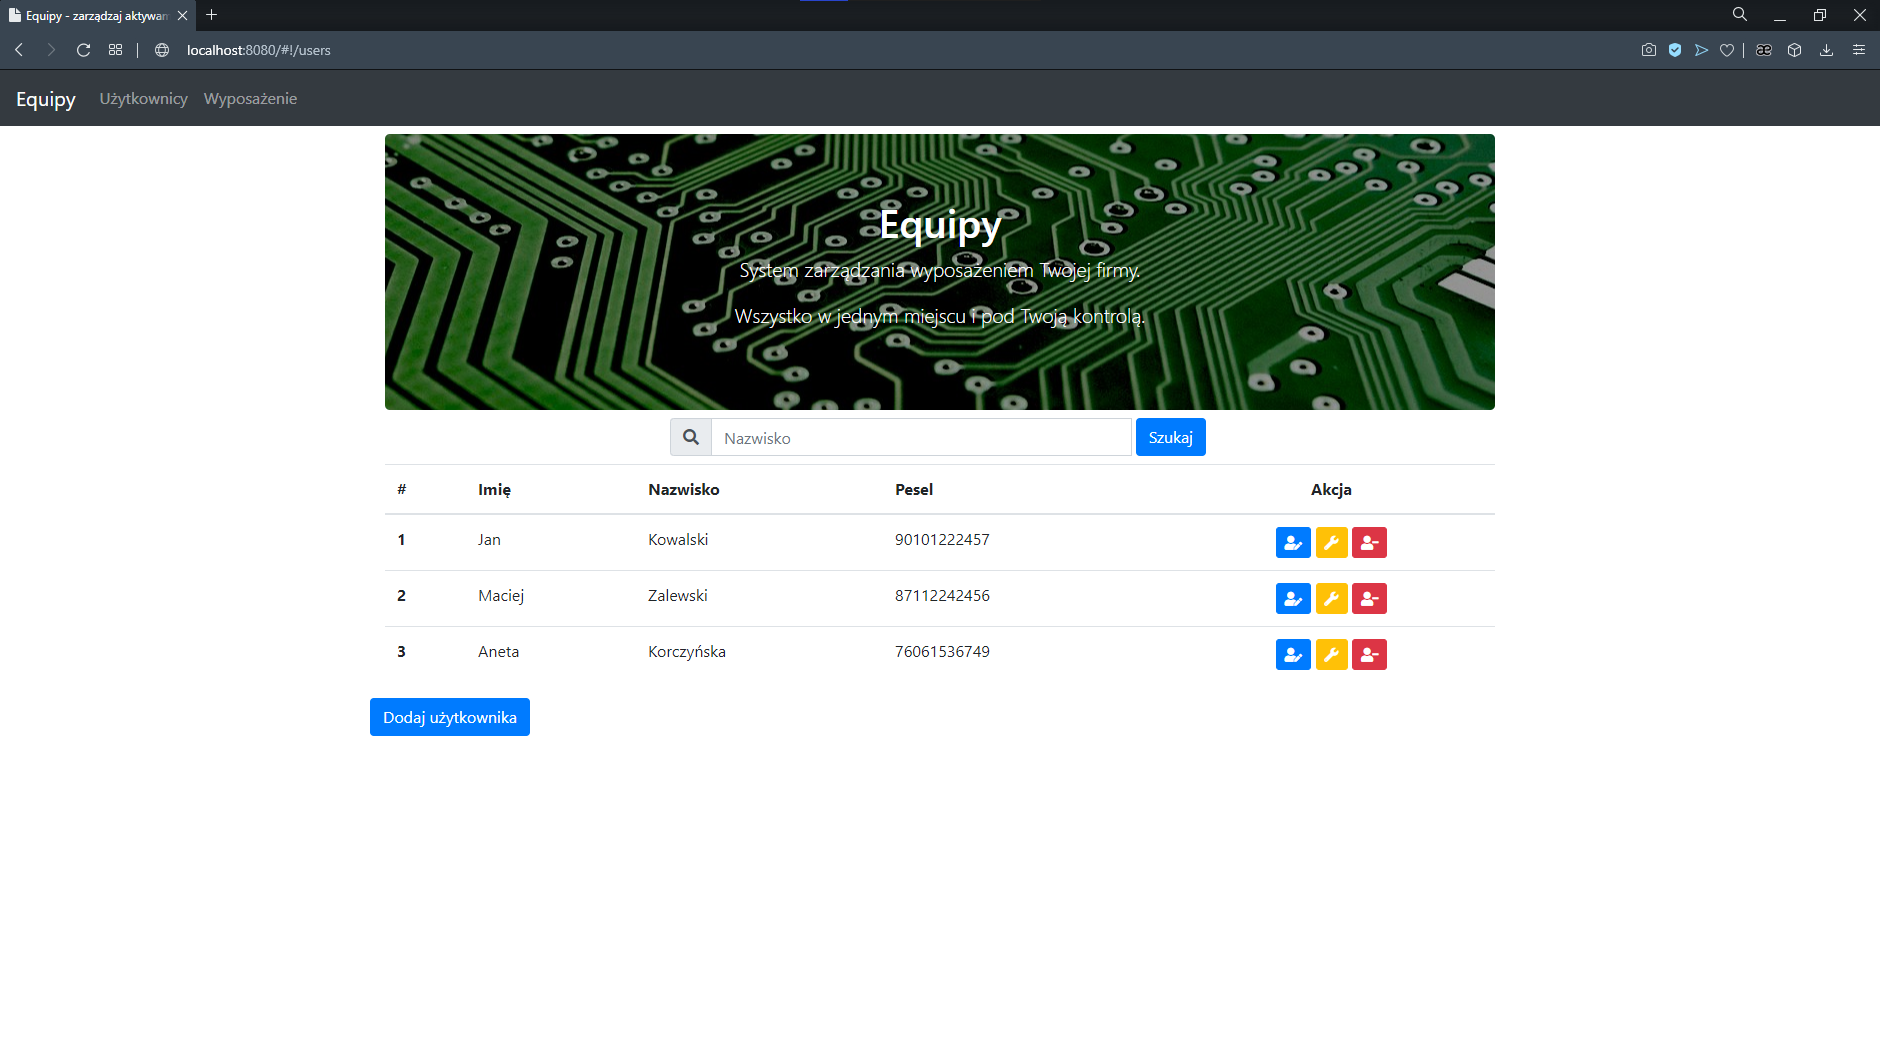 Equipy - zarządzaj aktywam
localhost:8080/#!/users
Equipy Użytkownicy Wyposażenie
Equipy
System zarządzania wyposażeniem Twojej firmy.
Wszystko w jednym miejscu i pod Twoją kontrolą.
Nazwisko Szukaj
# Imię Nazwisko Pesel Akcja
1 Jan Kowalski 90101222457
2 Maciej Zalewski 87112242456
3 Aneta Korczyńska 76061536749
Dodaj użytkownika